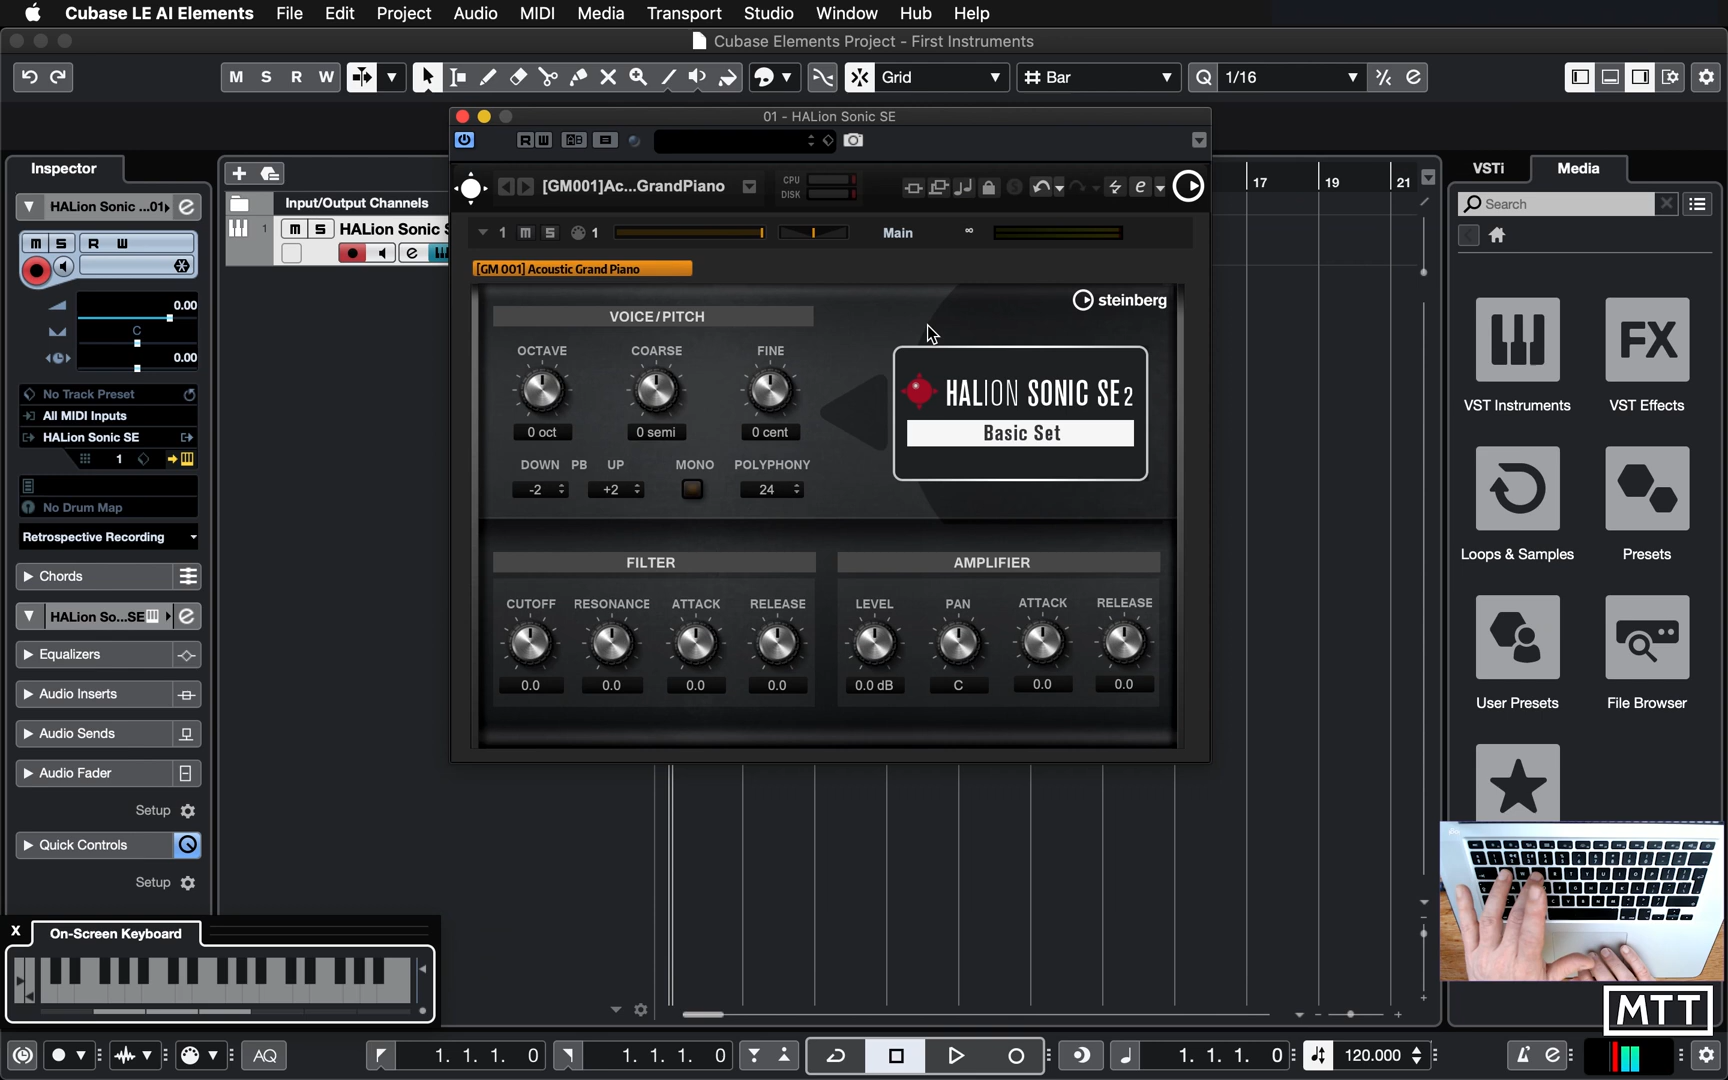 Cubase LE AI Elements File Edit Project Audio MIDI Media Transport Studio Window Hub Help
Cubase Elements Project - First Instruments
M S R W Grid Bar Q 1/16
01 - HALion Sonic SE
R W
Inspector
VSTi Media
HALion Sonic ...01
[GM001]Ac...GrandPiano
CPU
DISK
17 19 21
Search
Input/Output Channels
1 M S HALion Sonic S
M S R W
1 M S 1 Main ∞
[GM 001] Acoustic Grand Piano
steinberg
VOICE/PITCH
OCTAVE COARSE FINE
0 oct 0 semi 0 cent
DOWN PB UP MONO POLYPHONY
-2 +2 24
HALION SONIC SE 2
Basic Set
FILTER
CUTOFF RESONANCE ATTACK RELEASE
0.0 0.0 0.0 0.0
AMPLIFIER
LEVEL PAN ATTACK RELEASE
0.0 dB C 0.0 0.0
0.00
C
0.00
No Track Preset
All MIDI Inputs
HALion Sonic SE
1
No Drum Map
Retrospective Recording
Chords
HALion So...SE
Equalizers
Audio Inserts
Audio Sends
Audio Fader
Setup
Quick Controls
Setup
FX
VST Instruments VST Effects
Loops & Samples Presets
User Presets File Browser
X On-Screen Keyboard
MTT
AQ 1. 1. 1. 0 1. 1. 1. 0 1. 1. 1. 0 120.000